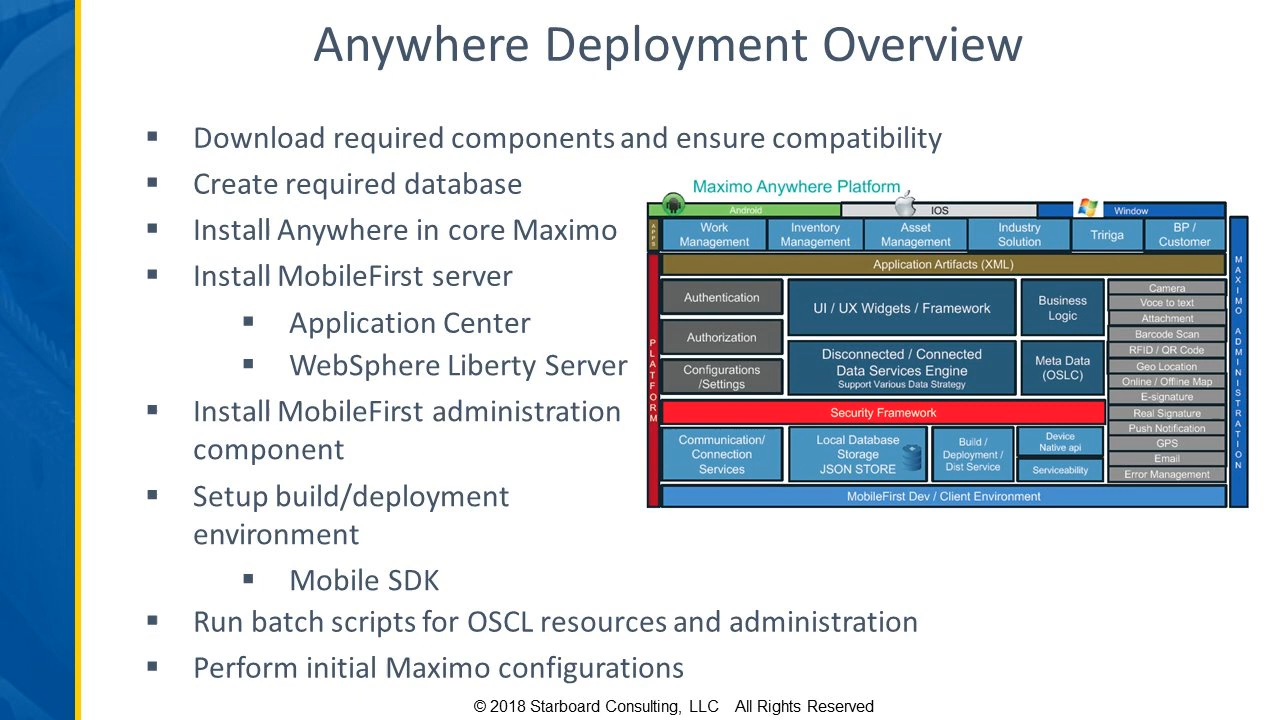 Anywhere Deployment Overview
▪ Download required components and ensure compatibility
▪ Create required database
▪ Install Anywhere in core Maximo
▪ Install MobileFirst server
▪ Application Center
▪ WebSphere Liberty Server
▪ Install MobileFirst administration
component
▪ Setup build/deployment
environment
▪ Mobile SDK
▪ Run batch scripts for OSCL resources and administration
▪ Perform initial Maximo configurations
Maximo Anywhere Platform
Android
IOS
Window
APPS
Work
Management
Inventory
Management
Asset
Management
Industry
Solution
Tririga
BP /
Customer
Application Artifacts (XML)
PLATFORM
Authentication
Authorization
Configurations
/Settings
UI / UX Widgets / Framework
Disconnected / Connected
Data Services Engine
Support Various Data Strategy
Business
Logic
Meta Data
(OSLC)
Security Framework
Communication/
Connection
Services
Local Database
Storage
JSON STORE
Build /
Deployment /
Dist Service
Device
Native api
Serviceability
Camera
Voce to text
Attachment
Barcode Scan
RFID / QR Code
Geo Location
Online / Offline Map
E-signature
Real Signature
Push Notification
GPS
Email
Error Management
MobileFirst Dev / Client Environment
MAXIMO ADMINISTRATION
© 2018 Starboard Consulting, LLC All Rights Reserved